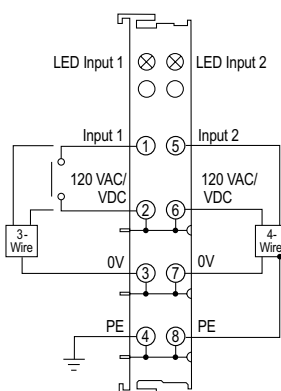 LED Input 1
LED Input 2
Input 1
1
5
Input 2
120 VAC/
VDC
2
6
120 VAC/
VDC
3-
Wire
4-
Wire
0V
3
7
0V
PE
4
8
PE